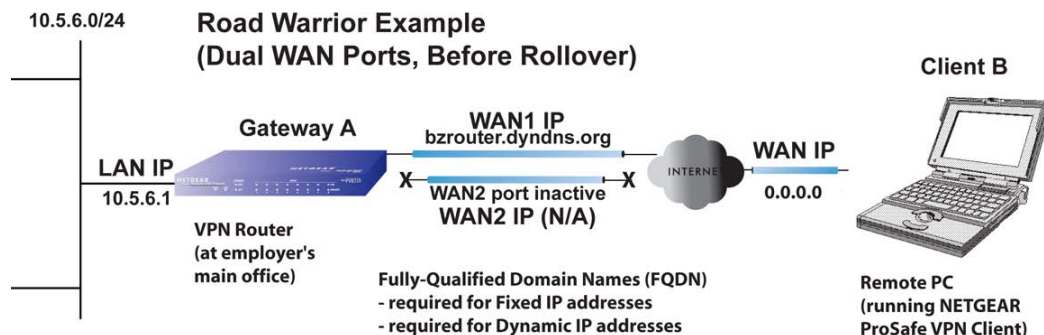 10.5.6.0/24
Road Warrior Example
(Dual WAN Ports, Before Rollover)
Client B
Gateway A
WAN1 IP
bzrouter.dyndns.org
LAN IP
10.5.6.1
NETGEAR
X
X
WAN2 port inactive
WAN2 IP (N/A)
INTERNE
WAN IP
0.0.0.0
VPN Router
(at employer's
main office)
Fully-Qualified Domain Names (FQDN)
- required for Fixed IP addresses
- required for Dynamic IP addresses
Remote PC
(running NETGEAR
ProSafe VPN Client)